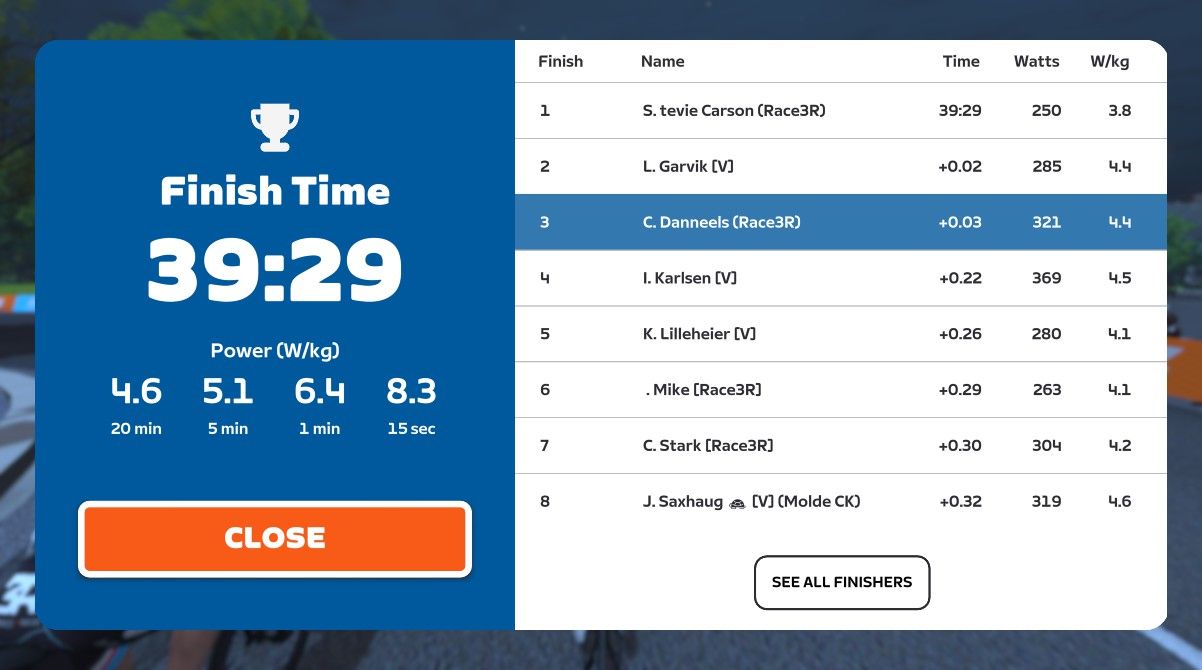 Finish Time
39:29
Power (W/kg)
4.6 5.1 6.4 8.3
20 min 5 min 1 min 15 sec
CLOSE
Finish Name Time Watts W/kg
1 S. tevie Carson (Race3R) 39:29 250 3.8
2 L. Garvik [V] +0.02 285 4.4
3 C. Danneels (Race3R) +0.03 321 4.4
4 I. Karlsen [V] +0.22 369 4.5
5 K. Lilleheier [V] +0.26 280 4.1
6 . Mike [Race3R] +0.29 263 4.1
7 C. Stark [Race3R] +0.30 304 4.2
8 J. Saxhaug [V] (Molde CK) +0.32 319 4.6
SEE ALL FINISHERS